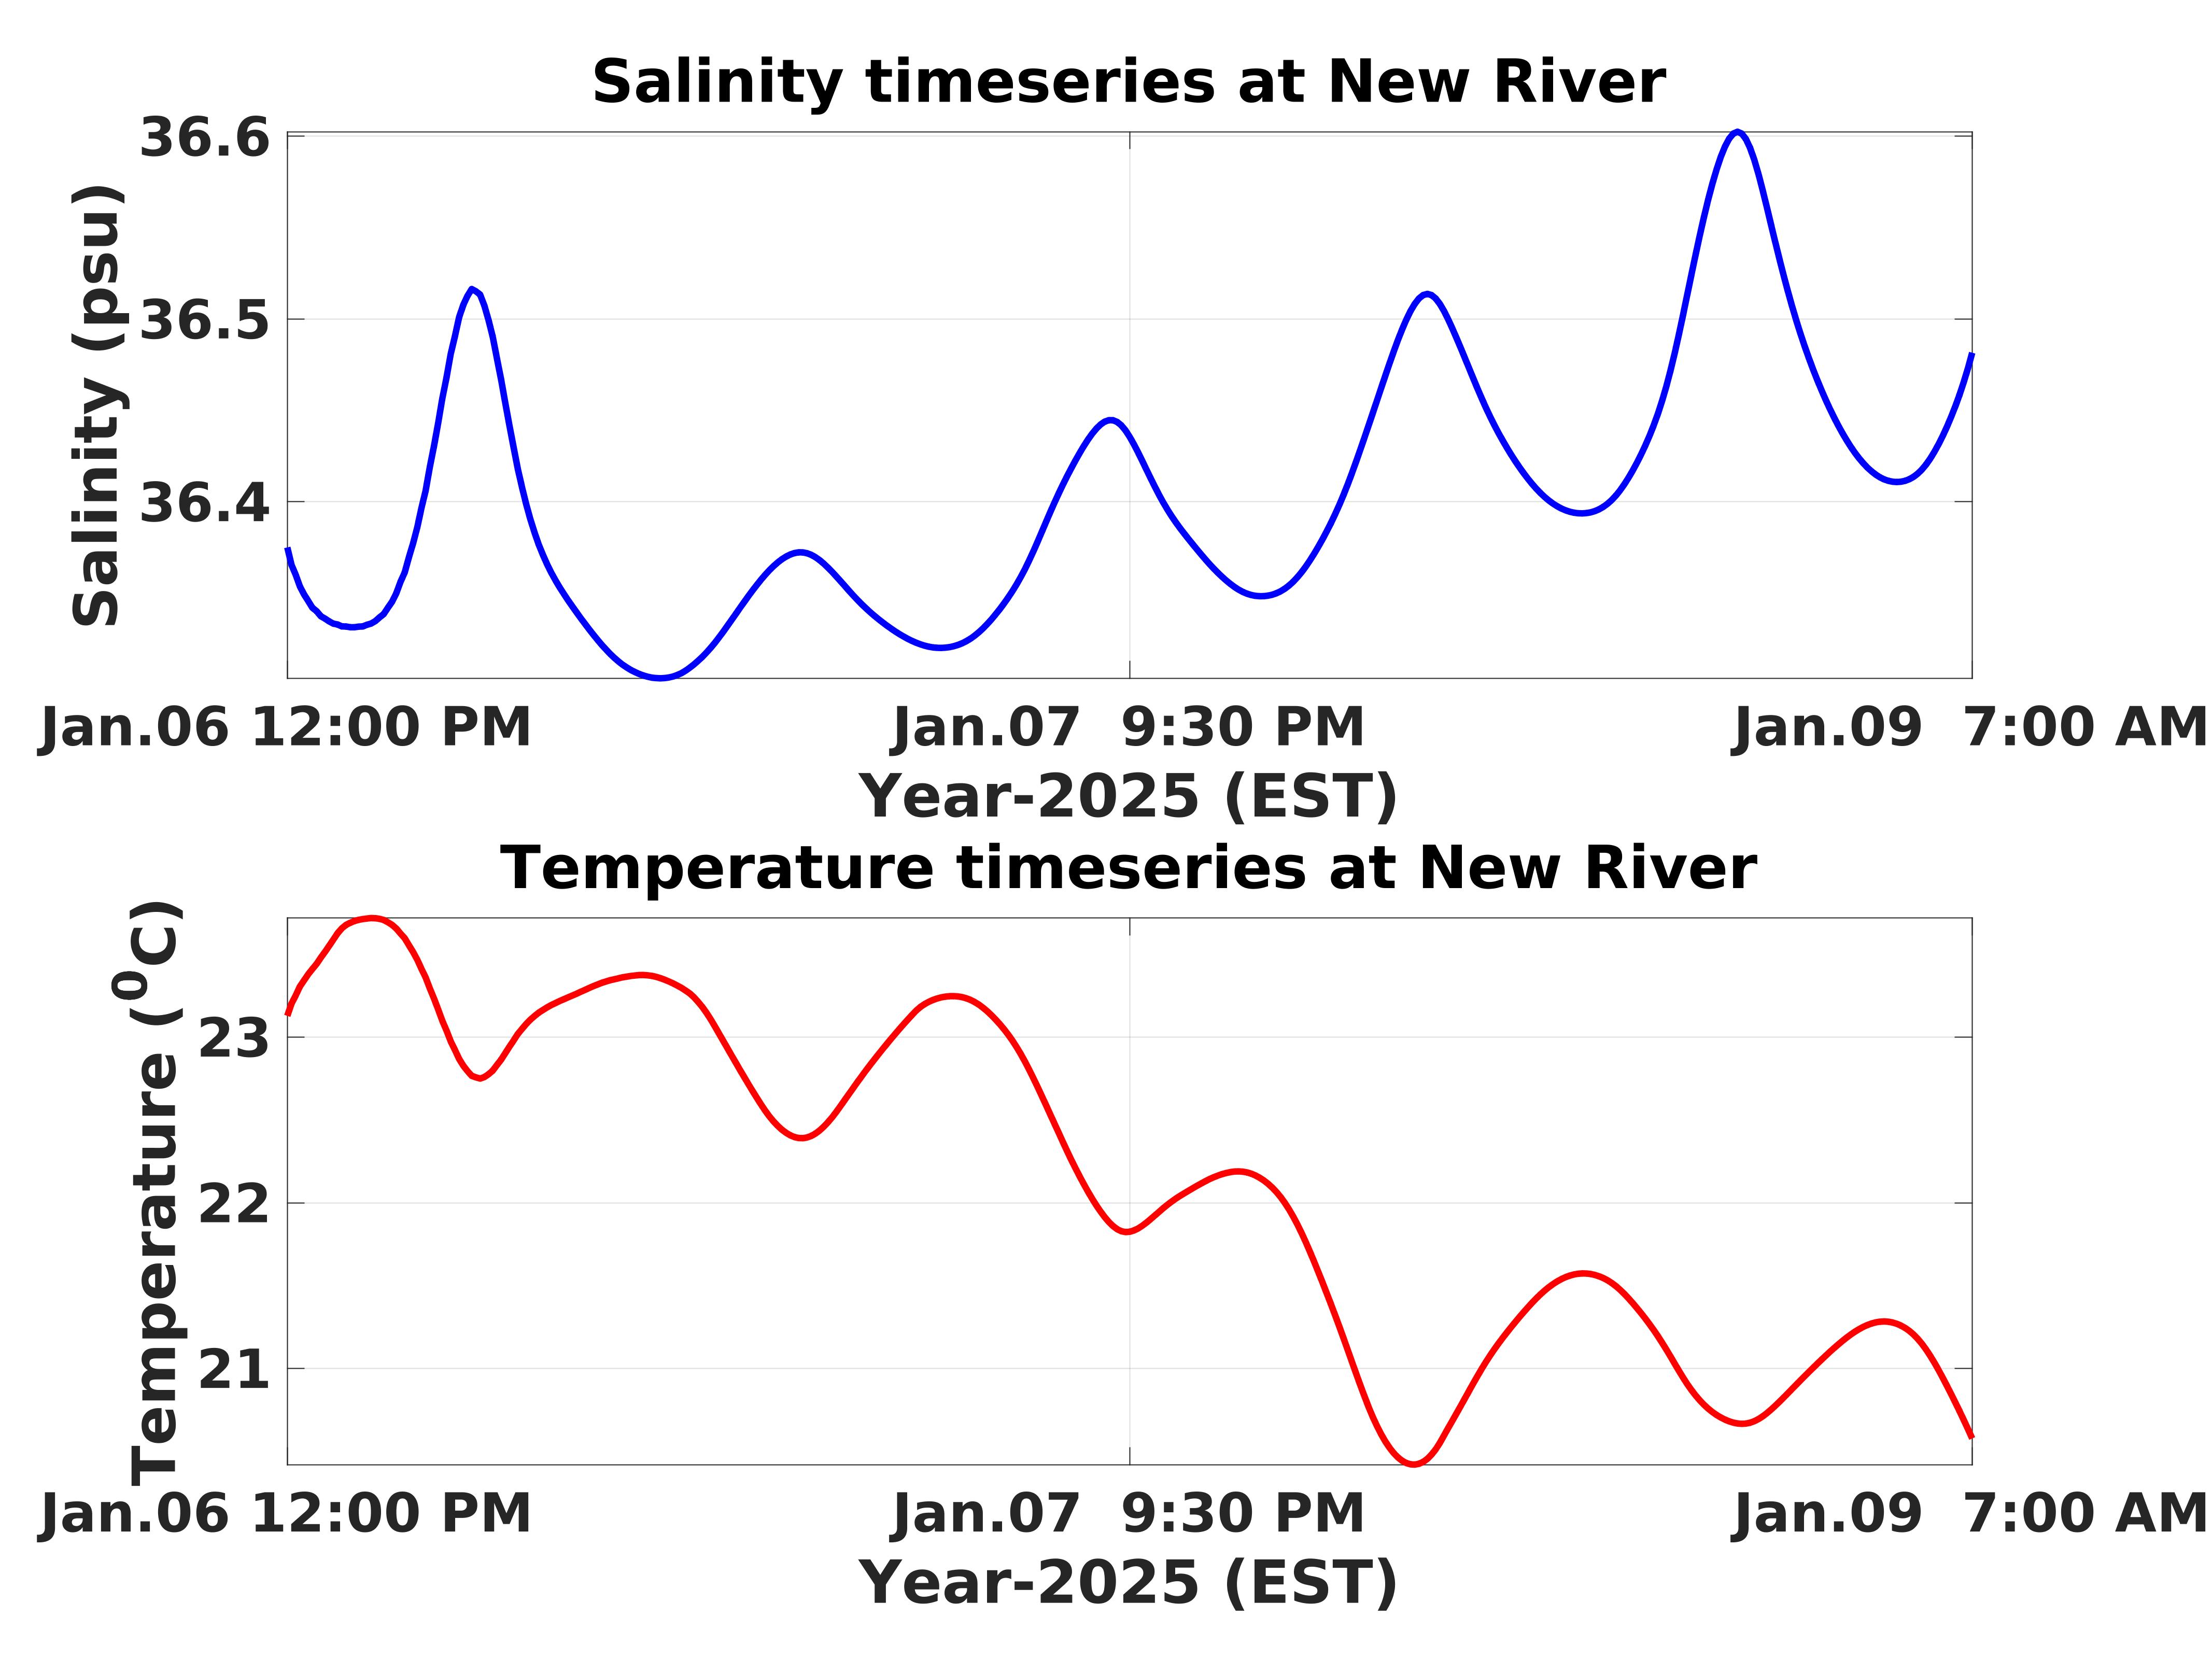 Salinity timeseries at New River
36.6
36.5
36.4
Salinity (psu)
Jan.06 12:00 PM Jan.07  9:30 PM Jan.09  7:00 AM
Year-2025 (EST)
Temperature timeseries at New River
23
22
21
Temperature (⁰C)
Jan.06 12:00 PM Jan.07  9:30 PM Jan.09  7:00 AM
Year-2025 (EST)